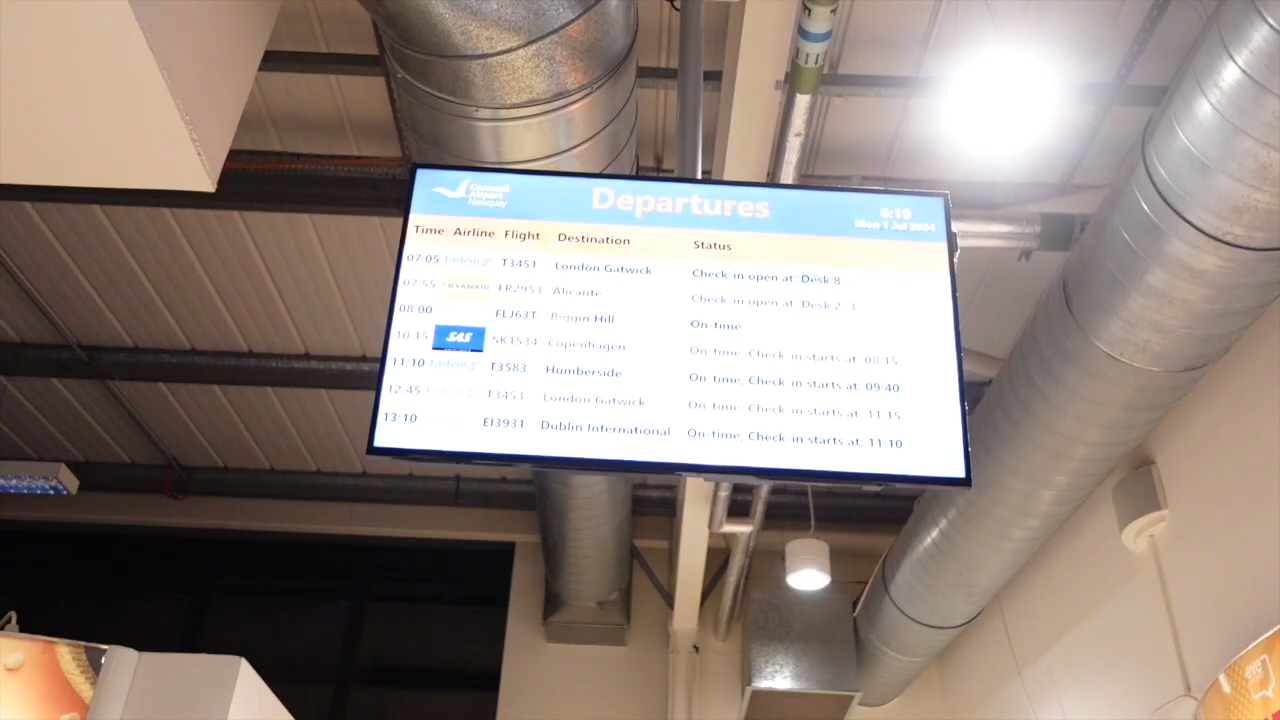 Cornwall
Airport
Newquay
Departures
6:19
Mon 1 Jul 2024
Time Airline Flight Destination Status
07:05 Eastern T3451 London Gatwick Check-in open at: Desk 8
07:55 RYANAIR FR2953 Alicante Check-in open at: Desk 2- 3
08:00 FLJ63T Biggin Hill On-time
10:15 SAS SK1534 Copenhagen On-time, Check-in starts at: 08:15
11:10 Eastern T3583 Humberside On-time, Check-in starts at: 09:40
12:45 Eastern T3453 London Gatwick On-time, Check-in starts at: 11:15
13:10 EI3931 Dublin International On-time, Check-in starts at: 11:10